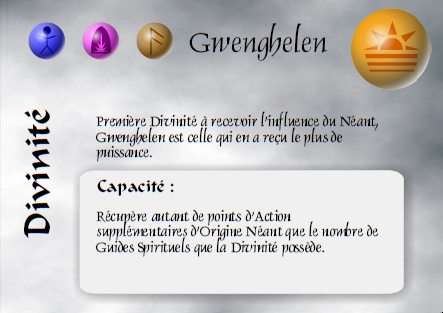 Gwenghelen
Divinité
Première Divinité à recevoir l'influence du Néant,
Gwenghelen est celle qui en a reçu le plus de
puissance.
Capacité :
Récupère autant de points d'Action
supplémentaires d'Origine Néant que le nombre de
Guides Spirituels que la Divinité possède.